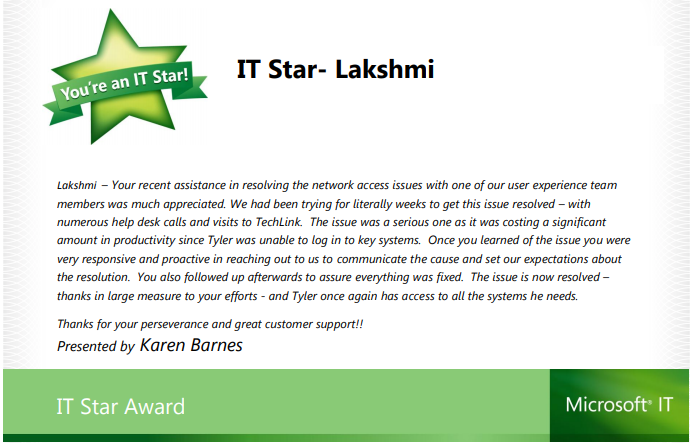 You're an IT Star!
IT Star- Lakshmi
Lakshmi – Your recent assistance in resolving the network access issues with one of our user experience team
members was much appreciated. We had been trying for literally weeks to get this issue resolved – with
numerous help desk calls and visits to TechLink.  The issue was a serious one as it was costing a significant
amount in productivity since Tyler was unable to log in to key systems.  Once you learned of the issue you were
very responsive and proactive in reaching out to us to communicate the cause and set our expectations about
the resolution.  You also followed up afterwards to assure everything was fixed.  The issue is now resolved –
thanks in large measure to your efforts - and Tyler once again has access to all the systems he needs.
Thanks for your perseverance and great customer support!!
Presented by Karen Barnes
IT Star Award
Microsoft® IT